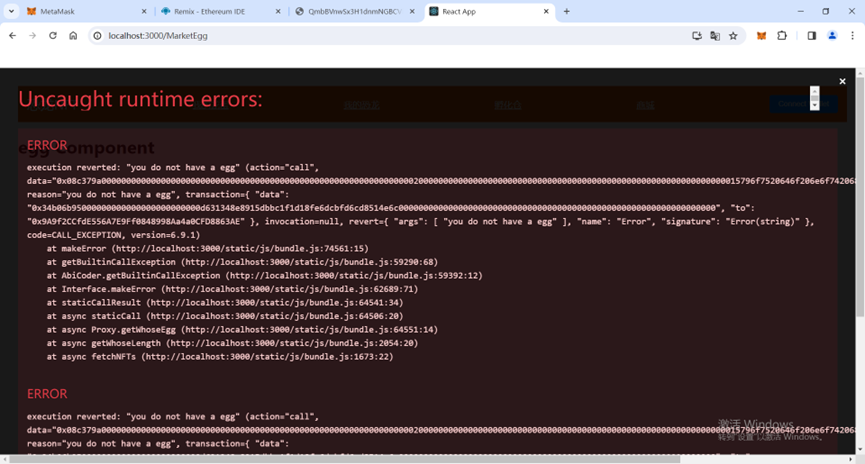 MetaMask
Remix - Ethereum IDE
QmbBVnwSx3H1dnmNGBCV
React App
localhost:3000/MarketEgg
Uncaught runtime errors:
egg component
ERROR
execution reverted: "you do not have a egg" (action="call",
reason="you do not have a egg", transaction={ "data":
"0x9A9f2CCfdE556A7E9Ff0848998Aa4a0CFD8863AE" }, invocation=null, revert={ "args": [ "you do not have a egg" ], "name": "Error", "signature": "Error(string)" },
code=CALL_EXCEPTION, version=6.9.1)
at makeError (http://localhost:3000/static/js/bundle.js:74561:15)
at getBuiltinCallException (http://localhost:3000/static/js/bundle.js:59290:68)
at AbiCoder.getBuiltinCallException (http://localhost:3000/static/js/bundle.js:59392:12)
at Interface.makeError (http://localhost:3000/static/js/bundle.js:62689:71)
at staticCallResult (http://localhost:3000/static/js/bundle.js:64541:34)
at async staticCall (http://localhost:3000/static/js/bundle.js:64506:20)
at async Proxy.getWhoseEgg (http://localhost:3000/static/js/bundle.js:64551:14)
at async getWhoseLength (http://localhost:3000/static/js/bundle.js:2054:20)
at async fetchNFTs (http://localhost:3000/static/js/bundle.js:1673:22)
ERROR
execution reverted: "you do not have a egg" (action="call",
reason="you do not have a egg", transaction={ "data":
激活 Windows
转到"设置"以激活 Windows。